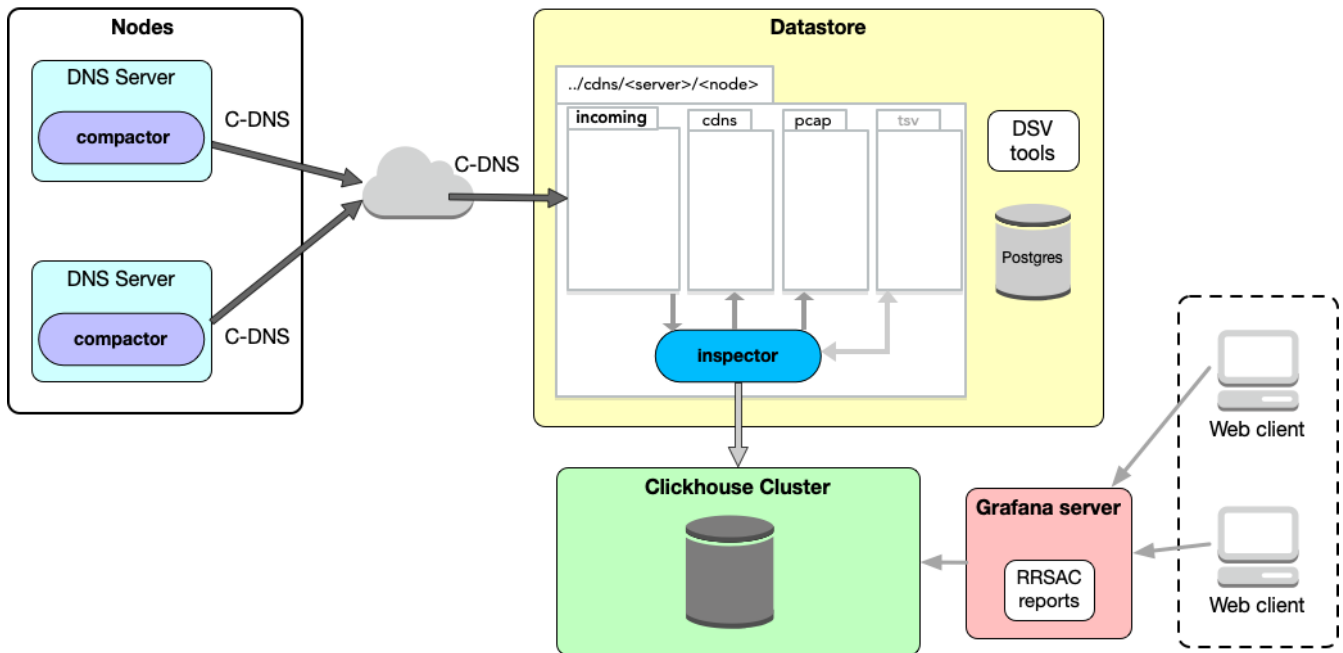 Nodes
DNS Server
compactor
C-DNS
DNS Server
compactor
C-DNS
C-DNS
Datastore
../cdns/<server>/<node>
incoming
cdns
pcap
tsv
DSV
tools
Postgres
inspector
Clickhouse Cluster
Grafana server
RRSAC
reports
Web client
Web client